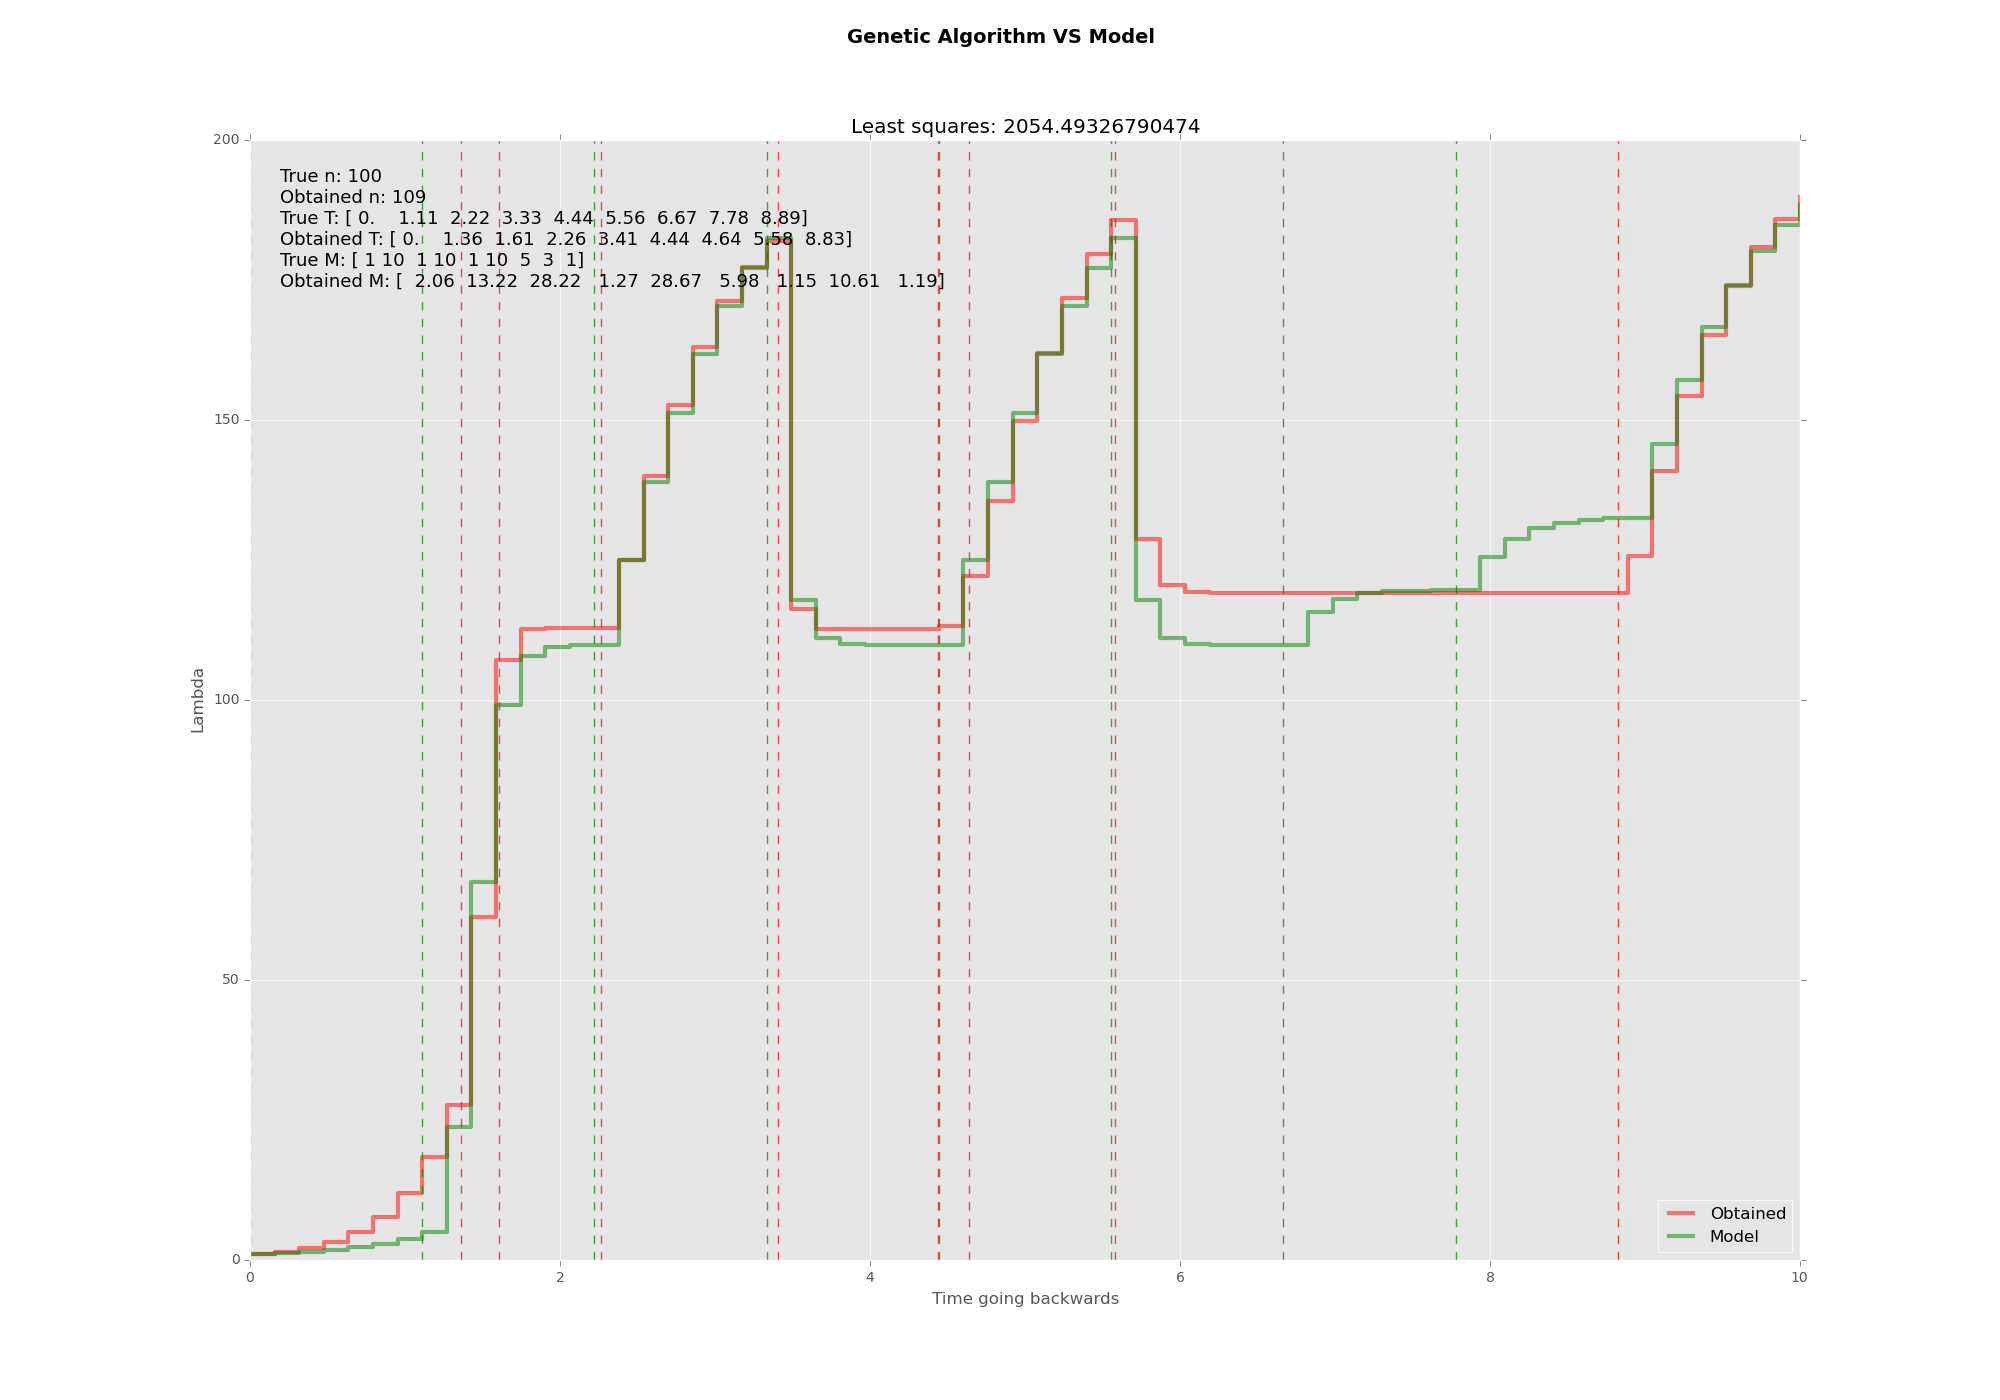 Genetic Algorithm VS Model
Least squares: 2054.49326790474
200
True n: 100
Obtained n: 109
True T: [ 0. 1.11 2.22 3.33 4.44 5.56 6.67 7.78 8.89]
Obtained T: [ 0. 1.36 1.61 2.26 3.41 4.44 4.64 5.58 8.83]
True M: [ 1 10 1 10 1 10 5 3 1]
Obtained M: [ 2.06 13.22 28.22 1.27 28.67 5.98 1.15 10.61 1.19]
150
100
Lambda
50
Obtained
Model
0
0 2 4 6 8 10
Time going backwards